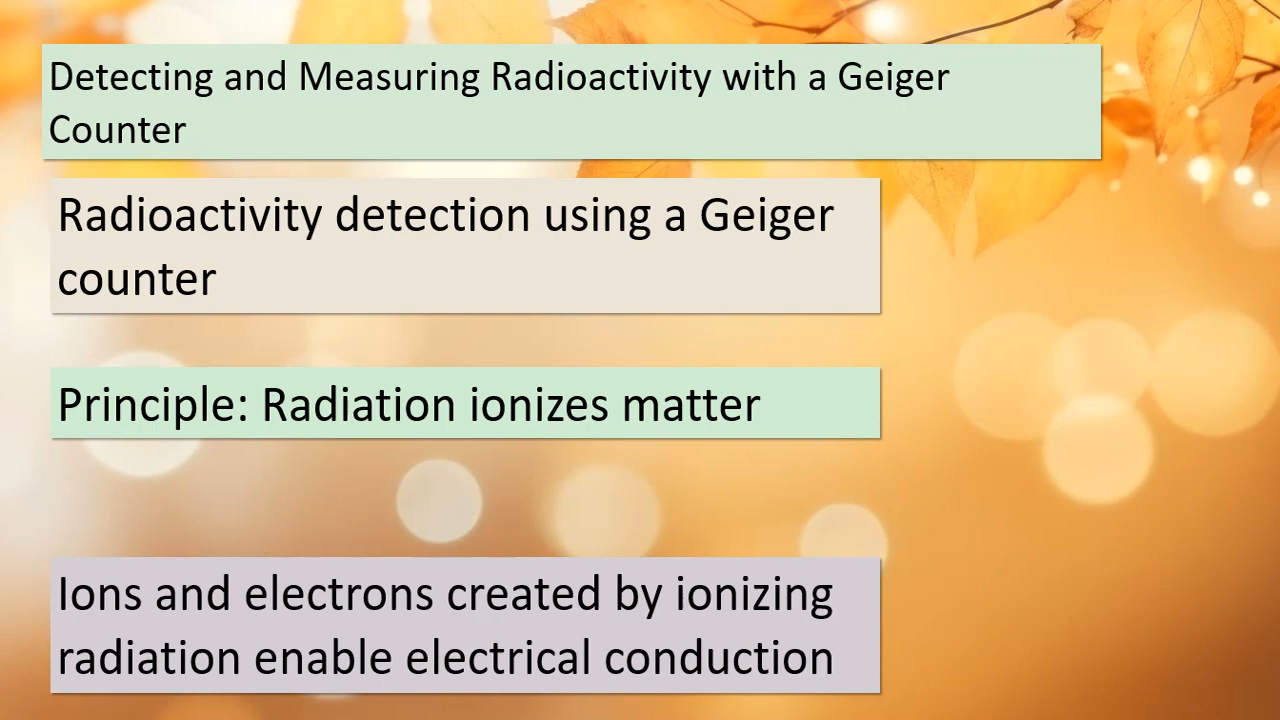 Detecting and Measuring Radioactivity with a Geiger
Counter
Radioactivity detection using a Geiger
counter
Principle: Radiation ionizes matter
Ions and electrons created by ionizing
radiation enable electrical conduction